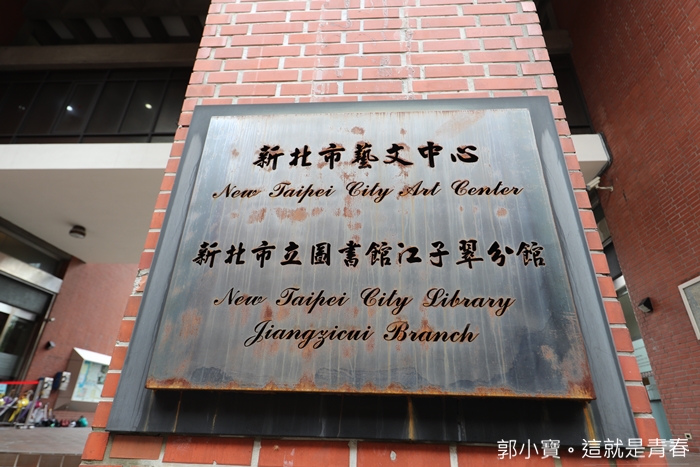 新北市藝文中心
New Taipei City Art Center
新北市立圖書館江子翠分館
New Taipei City Library
Jiangzicui Branch
郭小寶。這就是青春